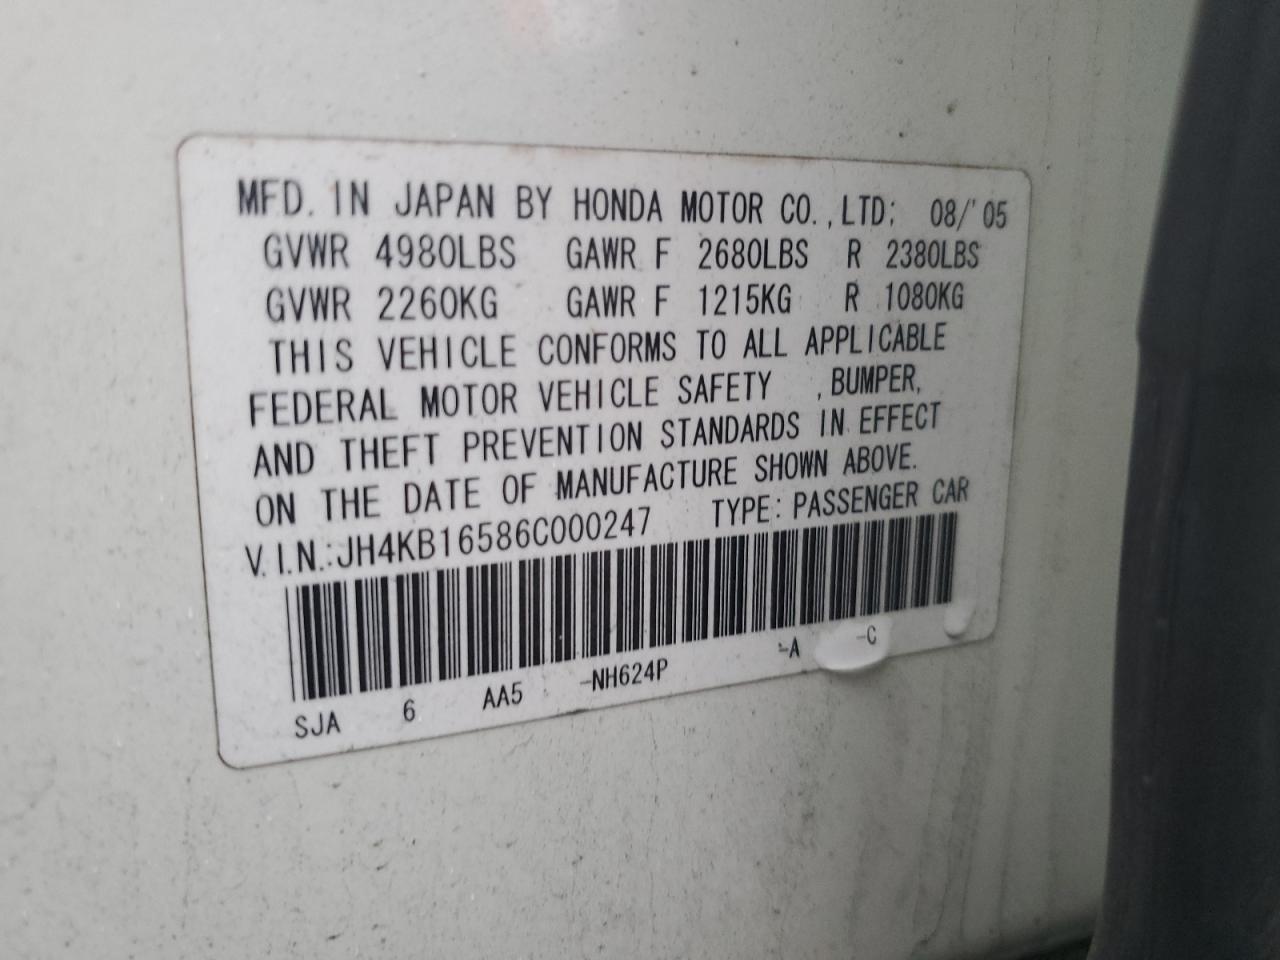 MFD. IN JAPAN BY HONDA MOTOR CO., LTD; 08/'05
GVWR 4980LBS GAWR F 2680LBS R 2380LBS
GVWR 2260KG GAWR F 1215KG R 1080KG
THIS VEHICLE CONFORMS TO ALL APPLICABLE
FEDERAL MOTOR VEHICLE SAFETY , BUMPER,
AND THEFT PREVENTION STANDARDS IN EFFECT
ON THE DATE OF MANUFACTURE SHOWN ABOVE.
V.I.N.:JH4KB16586C000247 TYPE: PASSENGER CAR
SJA 6 AA5 -NH624P -A -C